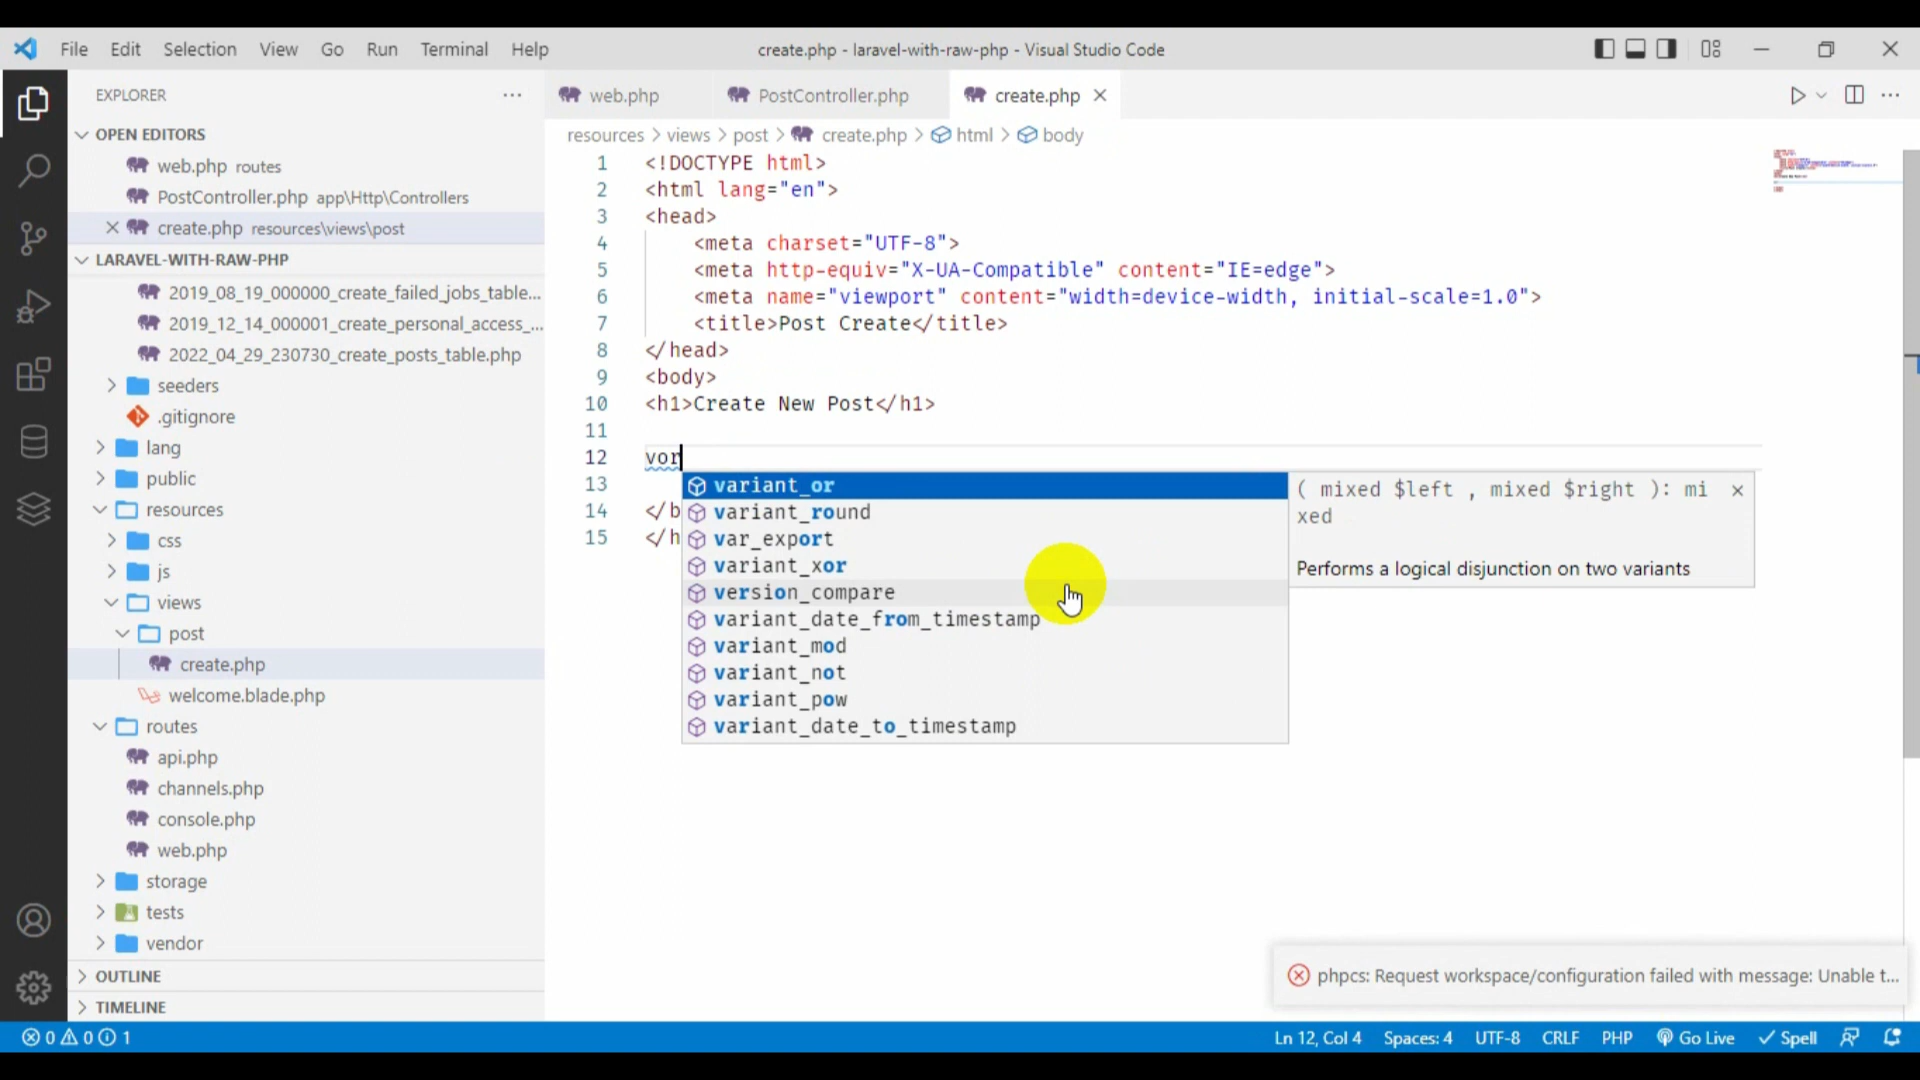 File Edit Selection View Go Run Terminal Help
create.php - laravel-with-raw-php - Visual Studio Code
EXPLORER
web.php
PostController.php
create.php
OPEN EDITORS
web.php routes
PostController.php app\Http\Controllers
create.php resources\views\post
LARAVEL-WITH-RAW-PHP
2019_08_19_000000_create_failed_jobs_table...
2019_12_14_000001_create_personal_access_...
2022_04_29_230730_create_posts_table.php
seeders
.gitignore
lang
public
resources
css
js
views
post
create.php
welcome.blade.php
routes
api.php
channels.php
console.php
web.php
storage
tests
vendor
OUTLINE
TIMELINE
resources > views > post > create.php > html > body
1 <!DOCTYPE html>
2 <html lang="en">
3 <head>
4 <meta charset="UTF-8">
5 <meta http-equiv="X-UA-Compatible" content="IE=edge">
6 <meta name="viewport" content="width=device-width, initial-scale=1.0">
7 <title>Post Create</title>
8 </head>
9 <body>
10 <h1>Create New Post</h1>
11
12 vor
13
14 </b
15 </h
variant_or
variant_round
var_export
variant_xor
version_compare
variant_date_from_timestamp
variant_mod
variant_not
variant_pow
variant_date_to_timestamp
( mixed $left , mixed $right ): mi
xed
Performs a logical disjunction on two variants
phpcs: Request workspace/configuration failed with message: Unable t...
0 0 1
Ln 12, Col 4 Spaces: 4 UTF-8 CRLF PHP Go Live Spell